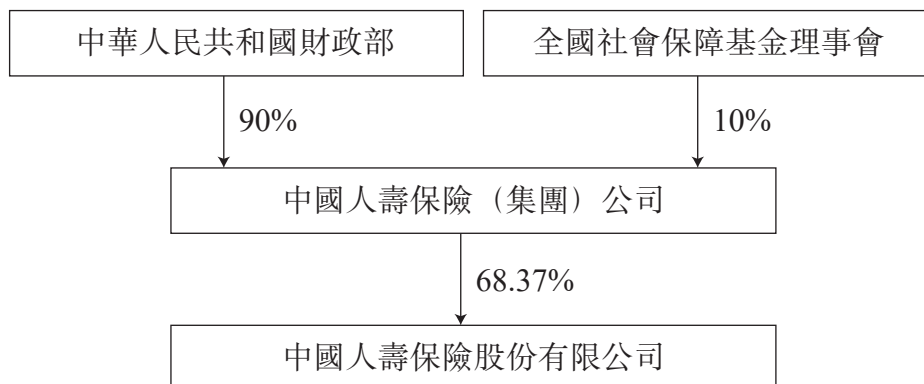 中華人民共和國財政部
全國社會保障基金理事會
90%
10%
中國人壽保險（集團）公司
68.37%
中國人壽保險股份有限公司